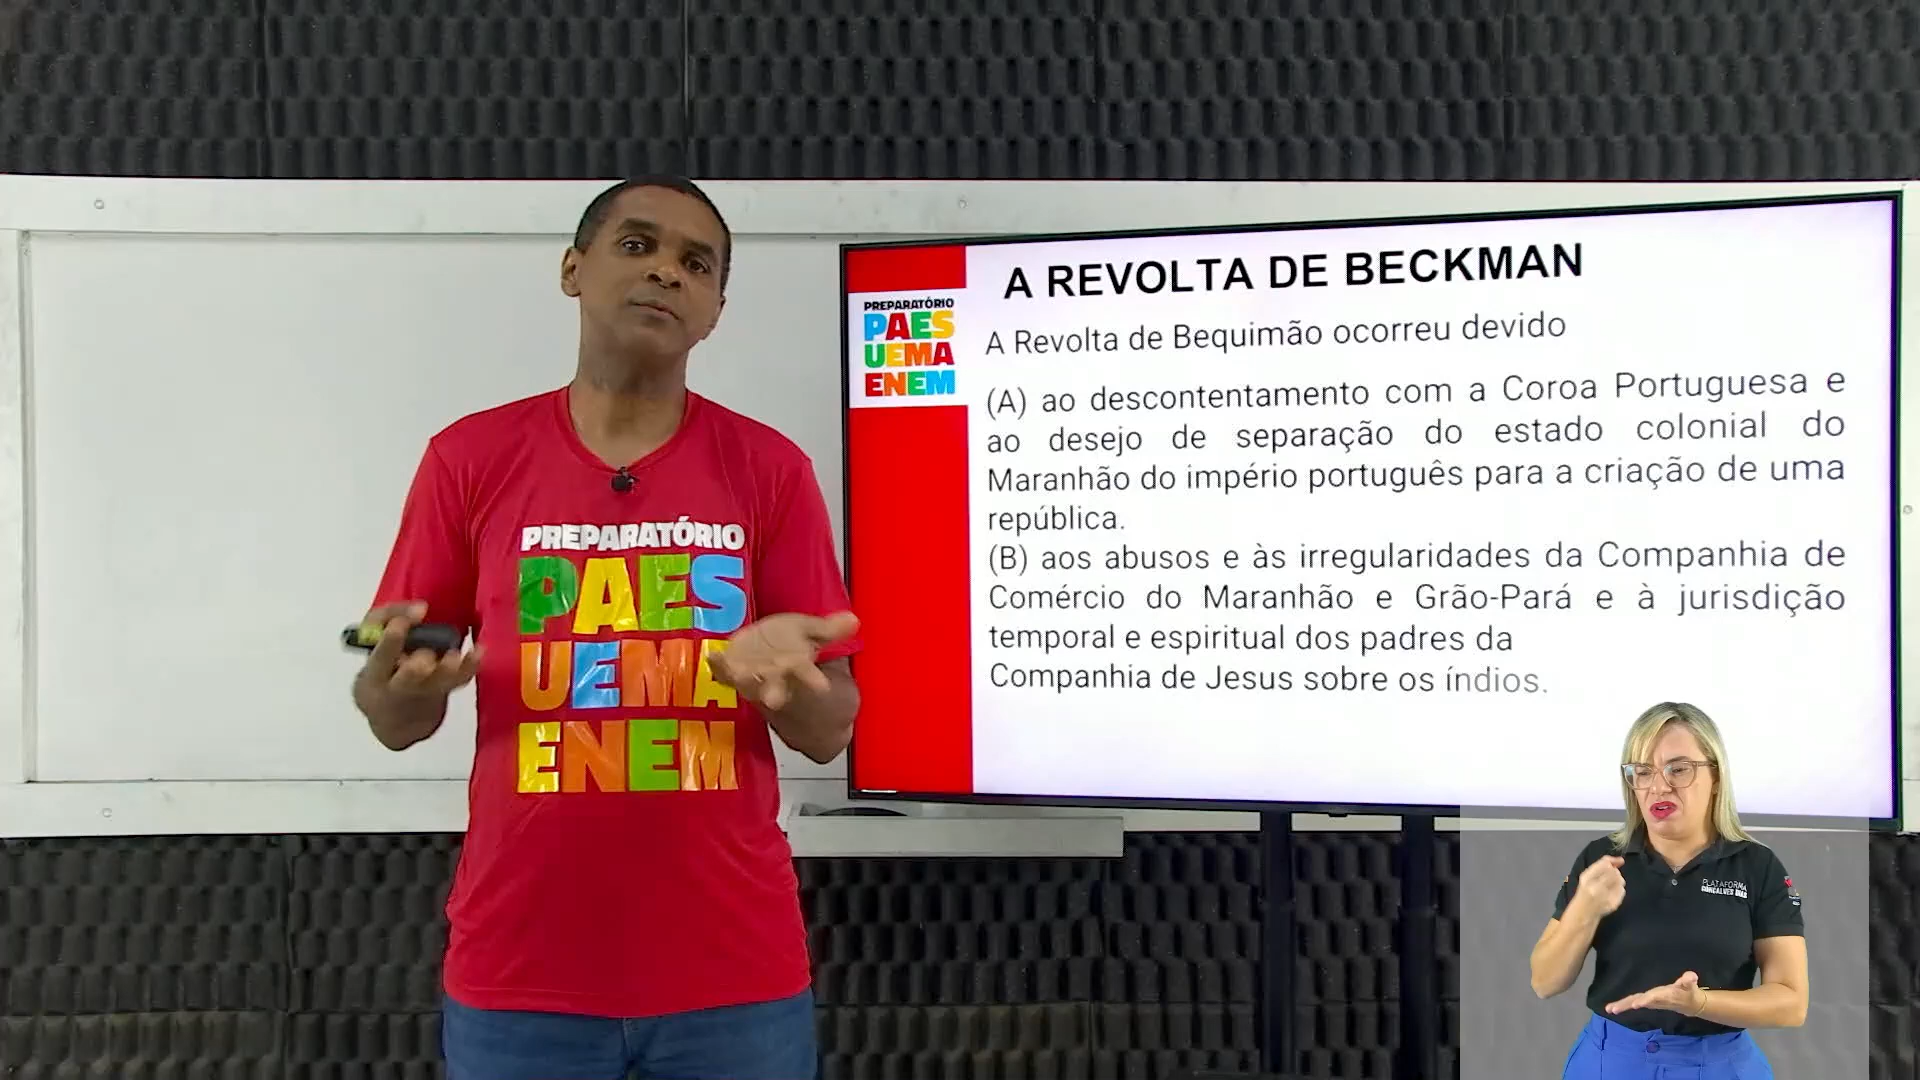 A REVOLTA DE BECKMAN
PREPARATÓRIO
PAES
UEMA
ENEM
A Revolta de Bequimão ocorreu devido
(A) ao descontentamento com a Coroa Portuguesa e
ao desejo de separação do estado colonial do
Maranhão do império português para a criação de uma
república.
(B) aos abusos e às irregularidades da Companhia de
Comércio do Maranhão e Grão-Pará e à jurisdição
temporal e espiritual dos padres da
Companhia de Jesus sobre os índios.
PREPARATÓRIO
PAES
UEMA
ENEM
PLATAFORMA
GONÇALVES DIAS